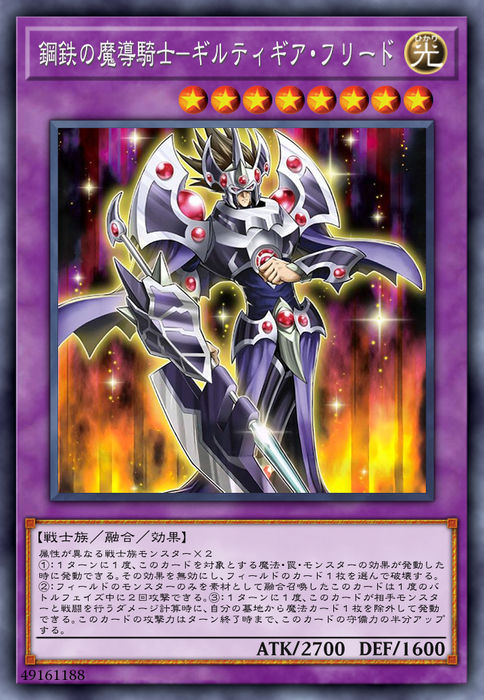 鋼鉄の魔導騎士-ギルティギア・フリード
ひかり
光
【戦士族/融合/効果】
属性が異なる戦士族モンスター×2
①:1ターンに1度、このカードを対象とする魔法・罠・モンスターの効果が発動した
時に発動できる。その効果を無効にし、フィールドのカード1枚を選んで破壊する。
②:フィールドのモンスターのみを素材として融合召喚したこのカードは1度のバ
トルフェイズ中に2回攻撃できる。③:1ターンに1度、このカードが相手モンスター
と戦闘を行うダメージ計算時に、自分の墓地から魔法カード1枚を除外して発動
できる。このカードの攻撃力はターン終了時まで、このカードの守備力の半分アップ
する。
ATK/2700 DEF/1600
49161188